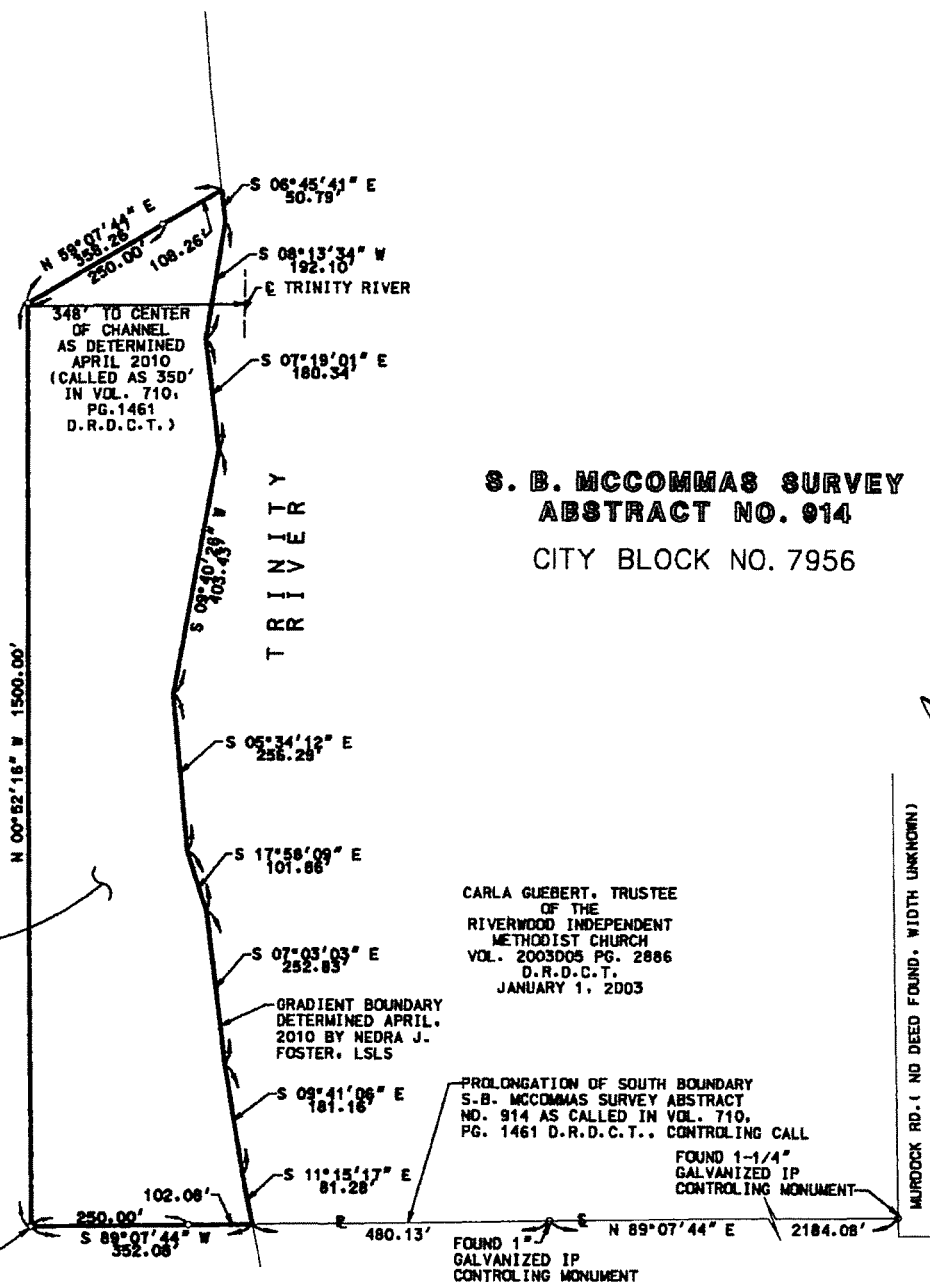 S 06°45'41" E
50.79'
N 59°07'44" E
358.26'
250.00'
108.26'
S 08°13'34" W
192.10'
℄ TRINITY RIVER
348' TO CENTER
OF CHANNEL
AS DETERMINED
APRIL 2010
(CALLED AS 350'
IN VOL. 710,
PG.1461
D.R.D.C.T.)
S 07°19'01" E
180.34'
TRINITY
RIVER
S. B. MCCOMMAS SURVEY
ABSTRACT NO. 914
CITY BLOCK NO. 7956
S 09°40'26" W
403.43'
N 00°52'16" W 1500.00'
S 05°34'12" E
256.29'
S 17°58'09" E
101.86'
CARLA GUEBERT, TRUSTEE
OF THE
RIVERWOOD INDEPENDENT
METHODIST CHURCH
VOL. 2003005 PG. 2886
D.R.D.C.T.
JANUARY 1, 2003
MURDOCK RD.( NO DEED FOUND, WIDTH UNKNOWN)
S 07°03'03" E
252.83'
GRADIENT BOUNDARY
DETERMINED APRIL,
2010 BY NEDRA J.
FOSTER, LSLS
S 09°41'06" E
181.16'
PROLONGATION OF SOUTH BOUNDARY
S.B. MCCOMMAS SURVEY ABSTRACT
NO. 914 AS CALLED IN VOL. 710,
PG. 1461 D.R.D.C.T., CONTROLING CALL
FOUND 1-1/4"
GALVANIZED IP
CONTROLING MONUMENT
S 11°15'17" E
81.28'
102.08'
250.00'
S 89°07'44" W
352.08'
480.13'
N 89°07'44" E
2184.08'
FOUND 1"
GALVANIZED IP
CONTROLING MONUMENT